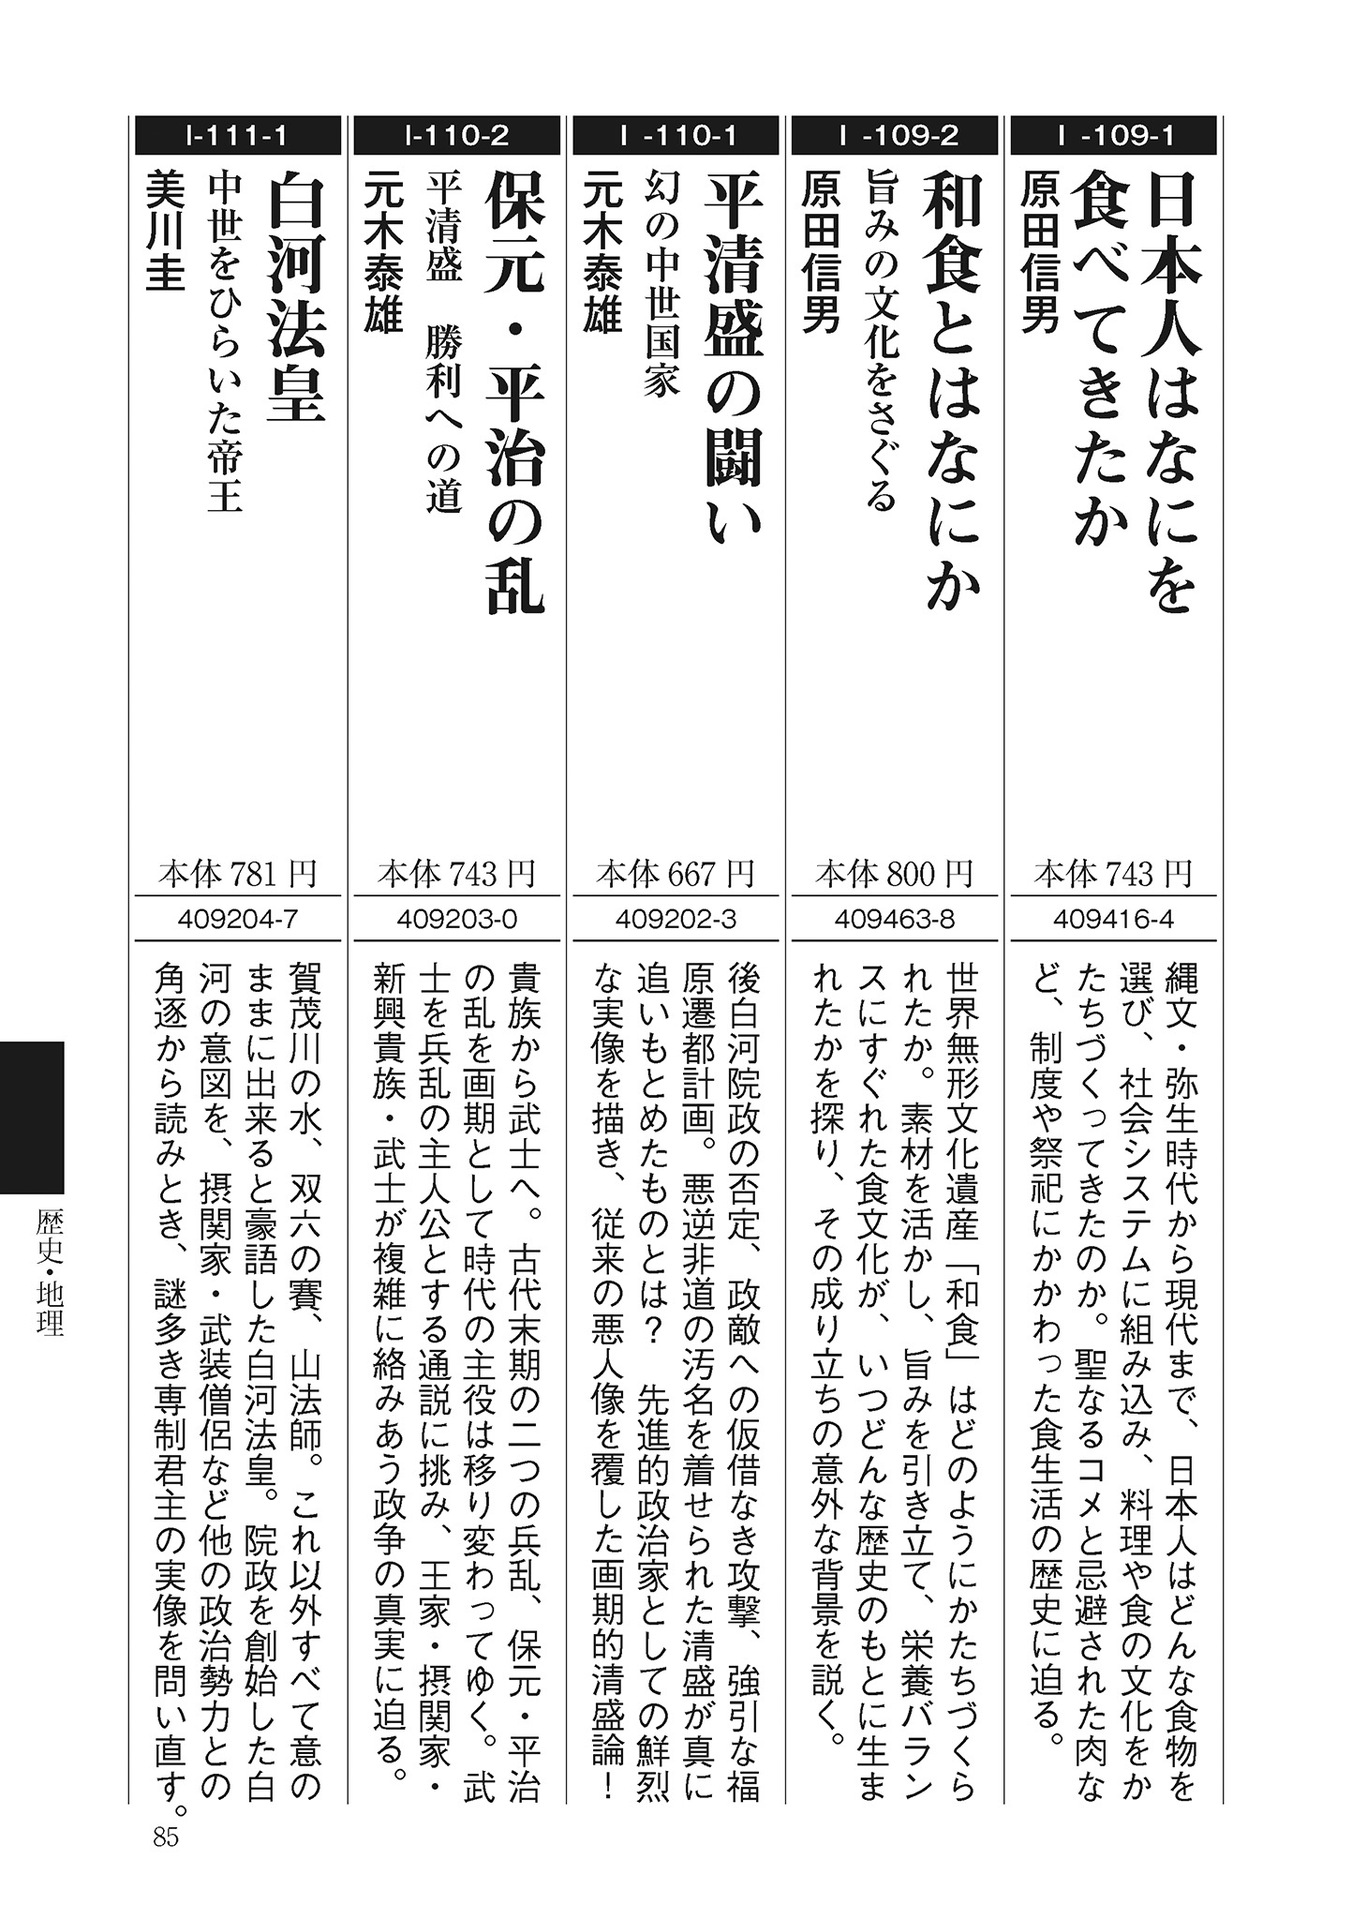 I-109-1
日本人はなにを
食べてきたか
原田信男
本体743円
409416-4
縄文・弥生時代から現代まで、日本人はどんな食物を
選び、社会システムに組み込み、料理や食の文化をか
たちづくってきたのか。聖なるコメと忌避された肉な
ど、制度や祭祀にかかわった食生活の歴史に迫る。
I-109-2
和食とはなにか
旨みの文化をさぐる
原田信男
本体800円
409463-8
世界無形文化遺産「和食」はどのようにかたちづくら
れたか。素材を活かし、旨みを引き立て、栄養バラン
スにすぐれた食文化が、いつどんな歴史のもとに生ま
れたかを探り、その成り立ちの意外な背景を説く。
I-110-1
平清盛の闘い
幻の中世国家
元木泰雄
本体667円
409202-3
後白河院政の否定、政敵への仮借なき攻撃、強引な福
原遷都計画。悪逆非道の汚名を着せられた清盛が真に
追いもとめたものとは? 先進的政治家としての鮮烈
な実像を描き、従来の悪人像を覆した画期的清盛論!
I-110-2
保元・平治の乱
平清盛 勝利への道
元木泰雄
本体743円
409203-0
貴族から武士へ。古代末期の二つの兵乱、保元・平治
の乱を画期として時代の主役は移り変わってゆく。武
士を兵乱の主人公とする通説に挑み、王家・摂関家・
新興貴族・武士が複雑に絡みあう政争の真実に迫る。
I-111-1
白河法皇
中世をひらいた帝王
美川圭
本体781円
409204-7
賀茂川の水、双六の賽、山法師。これ以外すべて意の
ままに出来ると豪語した白河法皇。院政を創始した白
河の意図を、摂関家・武装僧侶など他の政治勢力との
角逐から読みとき、謎多き専制君主の実像を問い直す。
歴史・地理
85